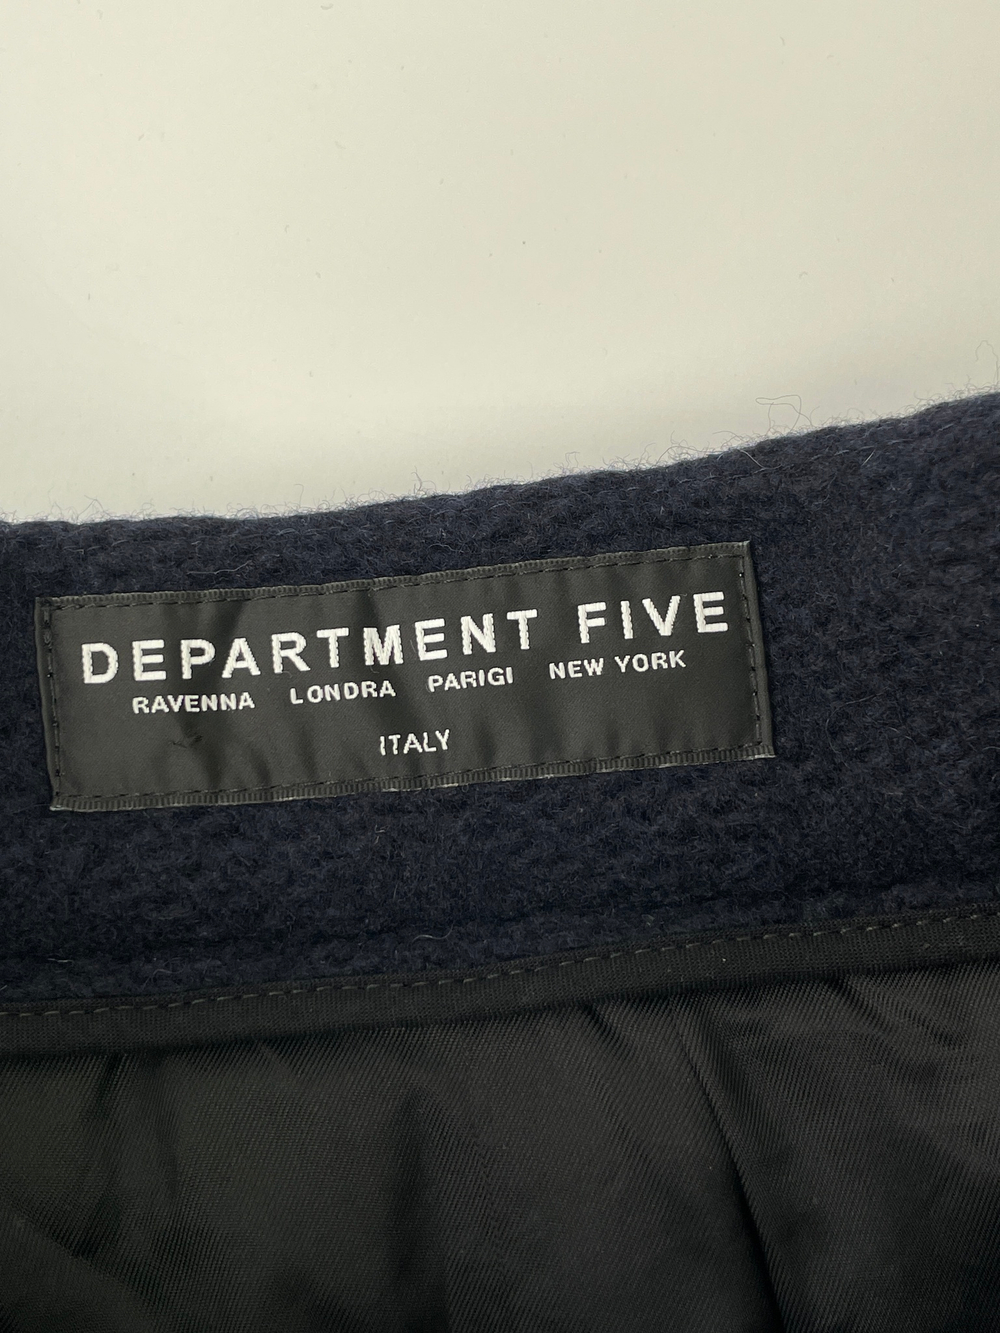 DEPARTMENT FIVE
RAVENNA LONDRA PARIGI NEW YORK
ITALY